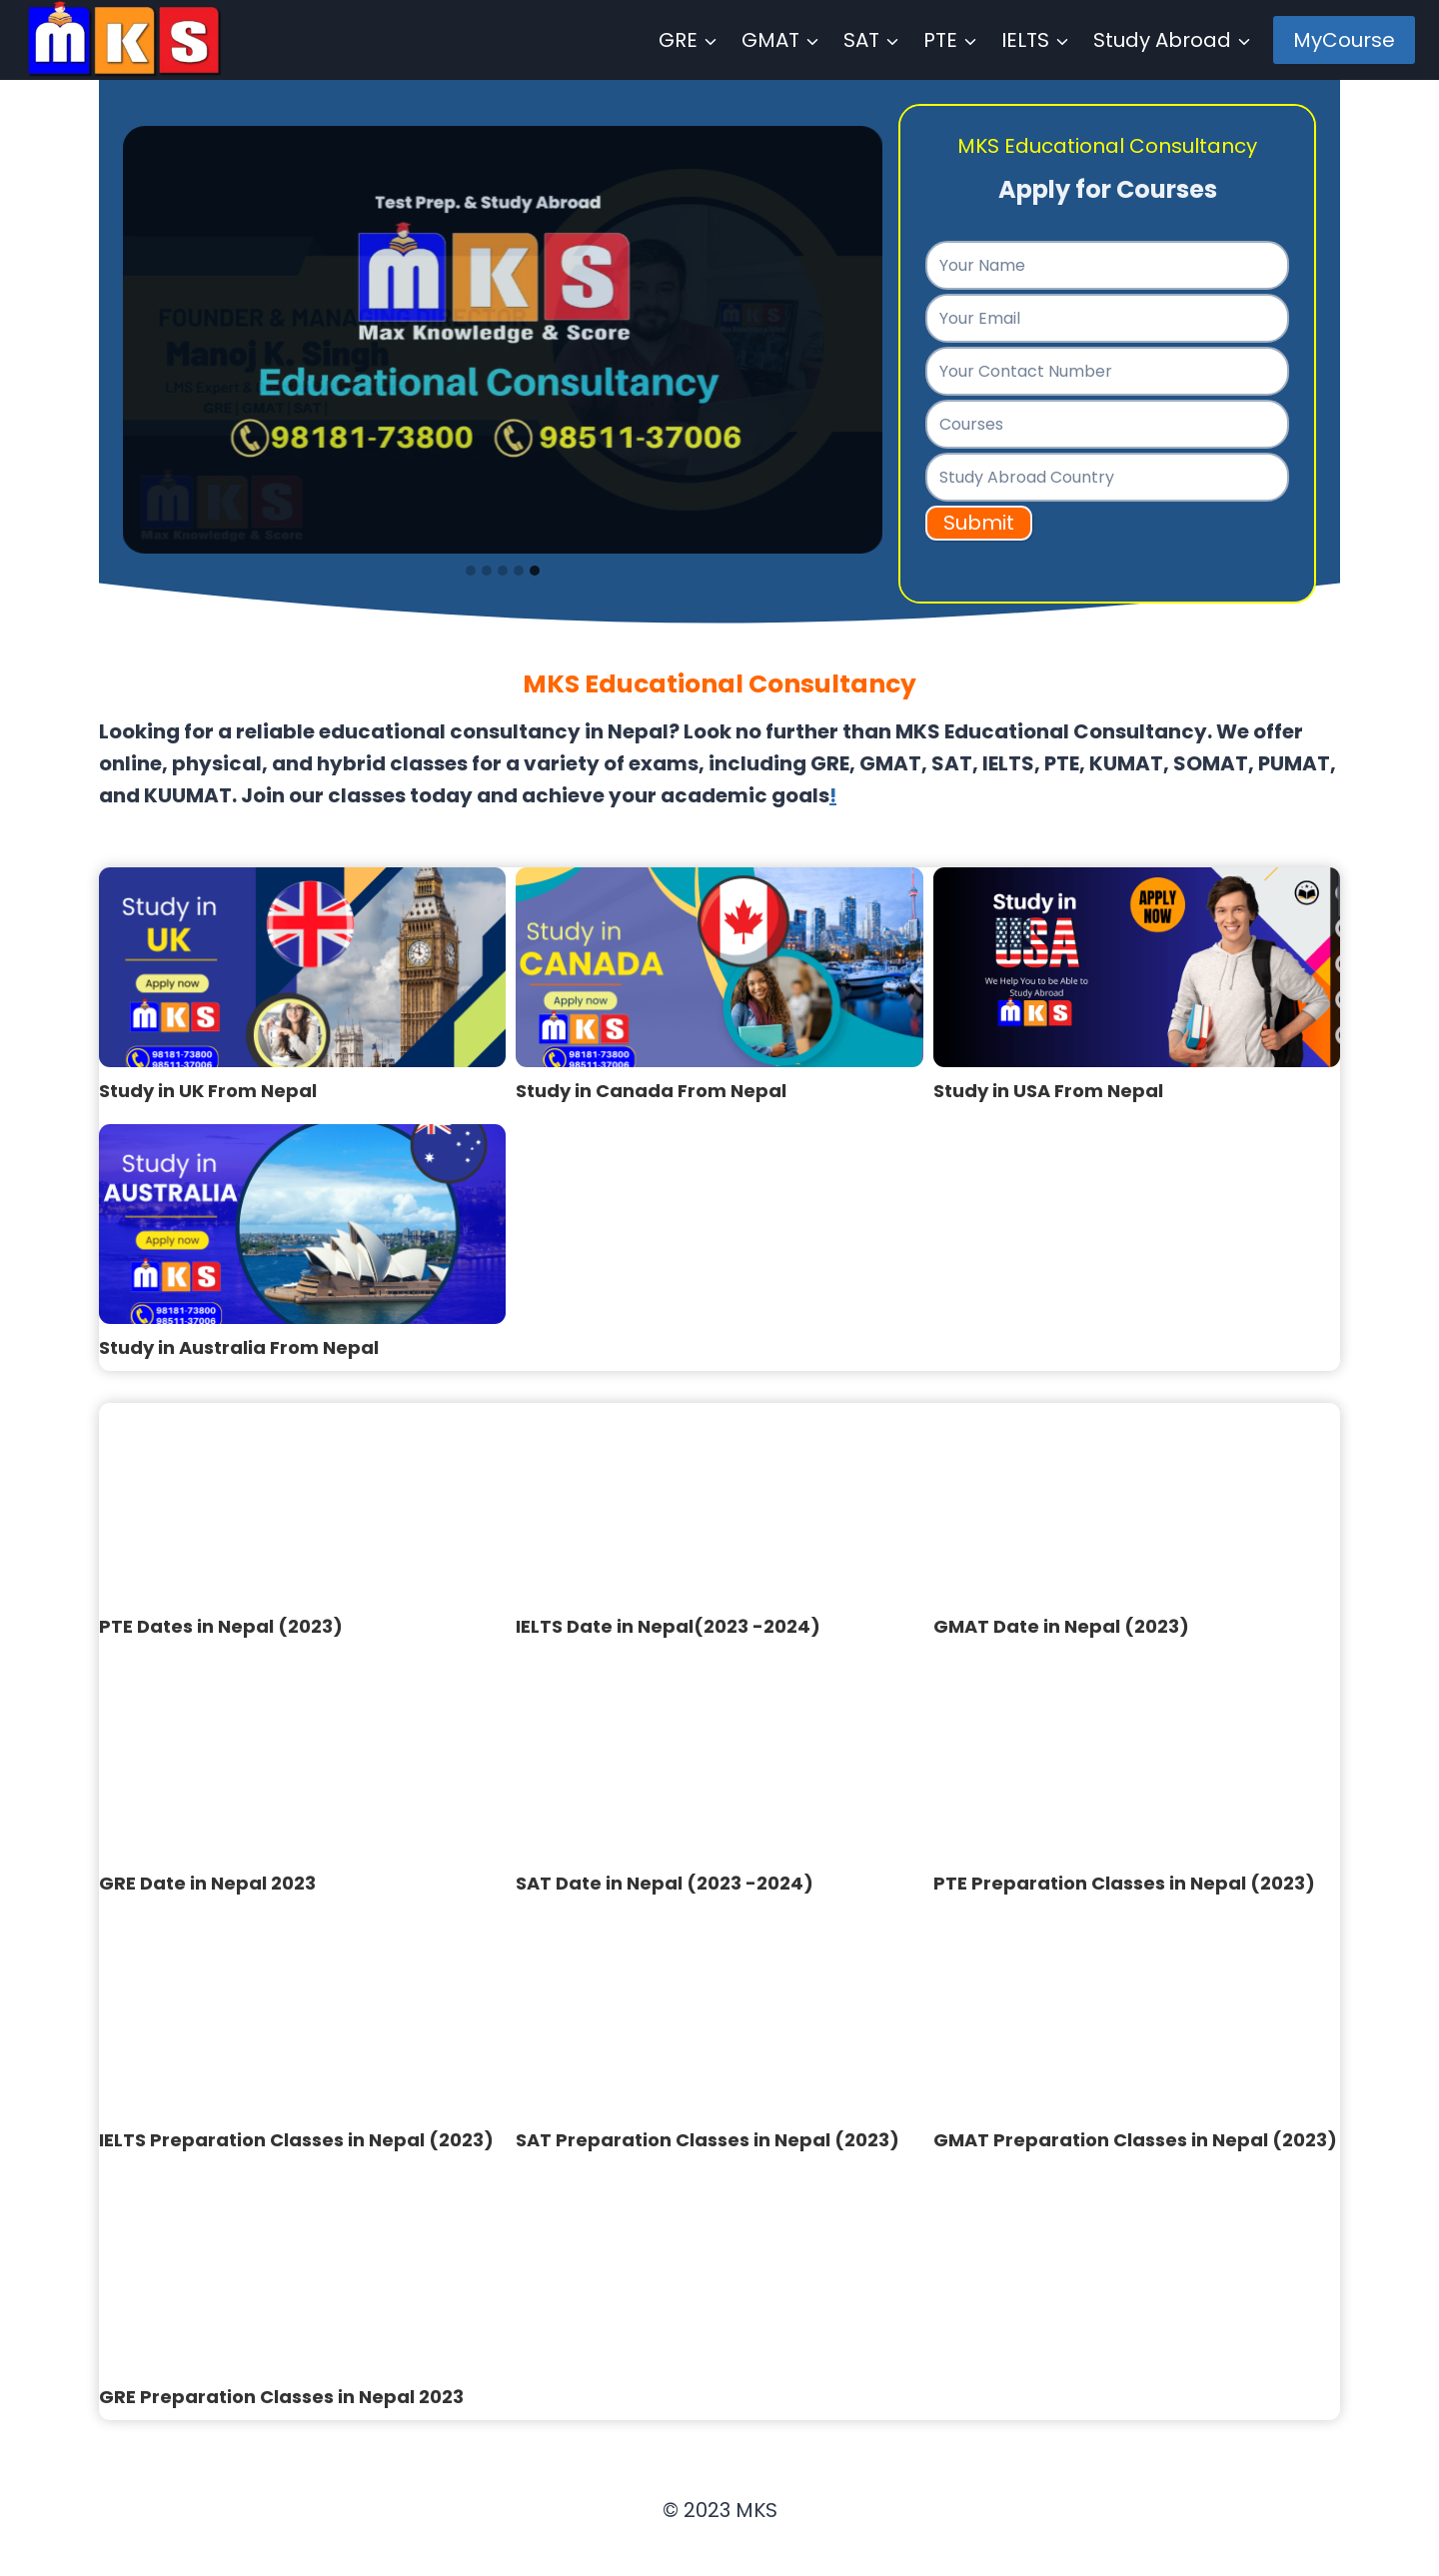 MKS
GRE
GMAT
SAT
PTE
IELTS
Study Abroad
MyCourse
Test Prep. & Study Abroad
MKS
Max Knowledge & Score
Educational Consultancy
98181-73800 98511-37006
FOUNDER & MANAGING DIRECTOR
Manoj K. Singh
GRE | GMAT | SAT |
MKS
Max Knowledge & Score
MKS Educational Consultancy
Apply for Courses
Your Name
Your Email
Your Contact Number
Courses
Study Abroad Country
Submit
MKS Educational Consultancy
Looking for a reliable educational consultancy in Nepal? Look no further than MKS Educational Consultancy. We offer
online, physical, and hybrid classes for a variety of exams, including GRE, GMAT, SAT, IELTS, PTE, KUMAT, SOMAT, PUMAT,
and KUUMAT. Join our classes today and achieve your academic goals!
Study in
UK
Apply now
MKS
98181-73800
98511-37006
Study in UK From Nepal
Study in
CANADA
Apply now
MKS
98181-73800
98511-37006
Study in Canada From Nepal
Study in
USA
We Help You to be Able to
Study Abroad
MKS
APPLY
NOW
Study in USA From Nepal
Study in
AUSTRALIA
Apply now
MKS
98181-73800
98511-37006
Study in Australia From Nepal
PTE Dates in Nepal (2023)
IELTS Date in Nepal(2023 -2024)
GMAT Date in Nepal (2023)
GRE Date in Nepal 2023
SAT Date in Nepal (2023 -2024)
PTE Preparation Classes in Nepal (2023)
IELTS Preparation Classes in Nepal (2023)
SAT Preparation Classes in Nepal (2023)
GMAT Preparation Classes in Nepal (2023)
GRE Preparation Classes in Nepal 2023
© 2023 MKS